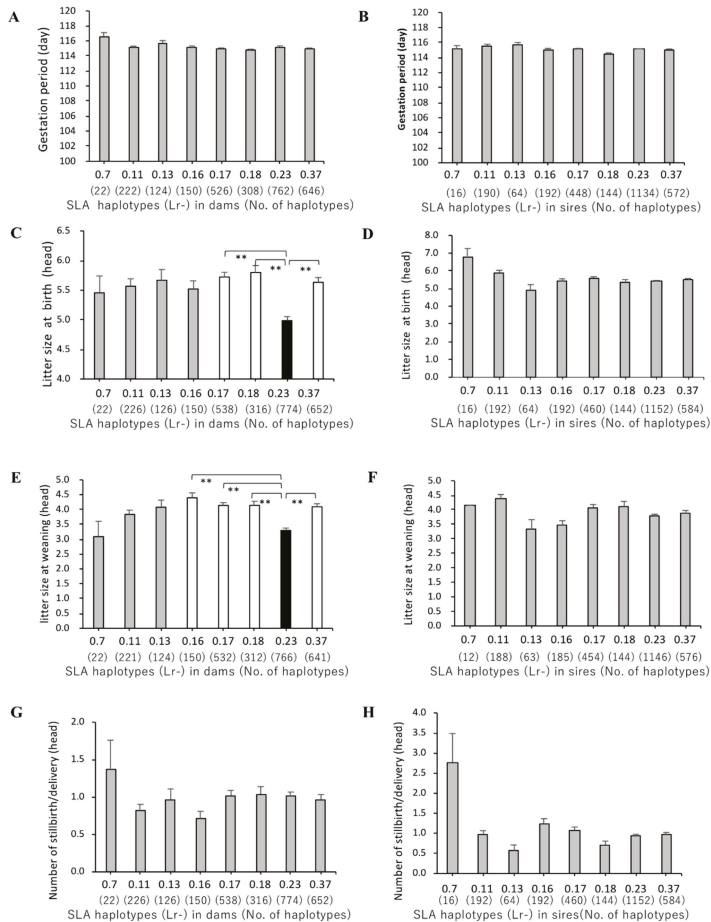 A
Gestation period (day)
118
116
114
112
110
108
106
104
102
100
0.7 0.11 0.13 0.16 0.17 0.18 0.23 0.37
(22) (222) (124) (150) (526) (308) (762) (646)
SLA haplotypes (Lr-) in dams (No. of haplotypes)
B
Gestation period (day)
118
116
114
112
110
108
106
104
102
100
0.7 0.11 0.13 0.16 0.17 0.18 0.23 0.37
(16) (190) (64) (192) (448) (144) (1134) (572)
SLA haplotypes (Lr-) in sires (No. of haplotypes)
C
Litter size at birth (head)
6.5
6.0
5.5
5.0
4.5
4.0
**
**
**
0.7 0.11 0.13 0.16 0.17 0.18 0.23 0.37
(22) (226) (126) (150) (538) (316) (774) (652)
SLA haplotypes (Lr-) in dams (No. of haplotypes)
D
Litter size at birth (head)
8.0
7.0
6.0
5.0
4.0
3.0
2.0
1.0
0.0
0.7 0.11 0.13 0.16 0.17 0.18 0.23 0.37
(16) (192) (64) (192) (460) (144) (1152) (584)
SLA haplotypes (Lr-) in sires (No. of haplotypes)
E
litter size at weaning (head)
5.0
4.5
4.0
3.5
3.0
2.5
2.0
1.5
1.0
0.5
0.0
**
**
**
**
0.7 0.11 0.13 0.16 0.17 0.18 0.23 0.37
(22) (221) (124) (150) (532) (312) (766) (641)
SLA haplotypes (Lr-) in dams (No. of haplotypes)
F
Litter size at weaning (head)
5.0
4.5
4.0
3.5
3.0
2.5
2.0
1.5
1.0
0.5
0.0
0.7 0.11 0.13 0.16 0.17 0.18 0.23 0.37
(12) (188) (63) (185) (454) (144) (1146) (576)
SLA haplotypes (Lr-) in sires (No. of haplotypes)
G
Number of stillbirth/delivery (head)
2.0
1.5
1.0
0.5
0.0
0.7 0.11 0.13 0.16 0.17 0.18 0.23 0.37
(22) (226) (126) (150) (538) (316) (774) (652)
SLA haplotypes (Lr-) in dams (No. of haplotypes)
H
Number of stillbirth/delivery (head)
4.0
3.5
3.0
2.5
2.0
1.5
1.0
0.5
0.0
0.7 0.11 0.13 0.16 0.17 0.18 0.23 0.37
(16) (192) (64) (192) (460) (144) (1152) (584)
SLA haplotypes (Lr-) in sires(No. of haplotypes)